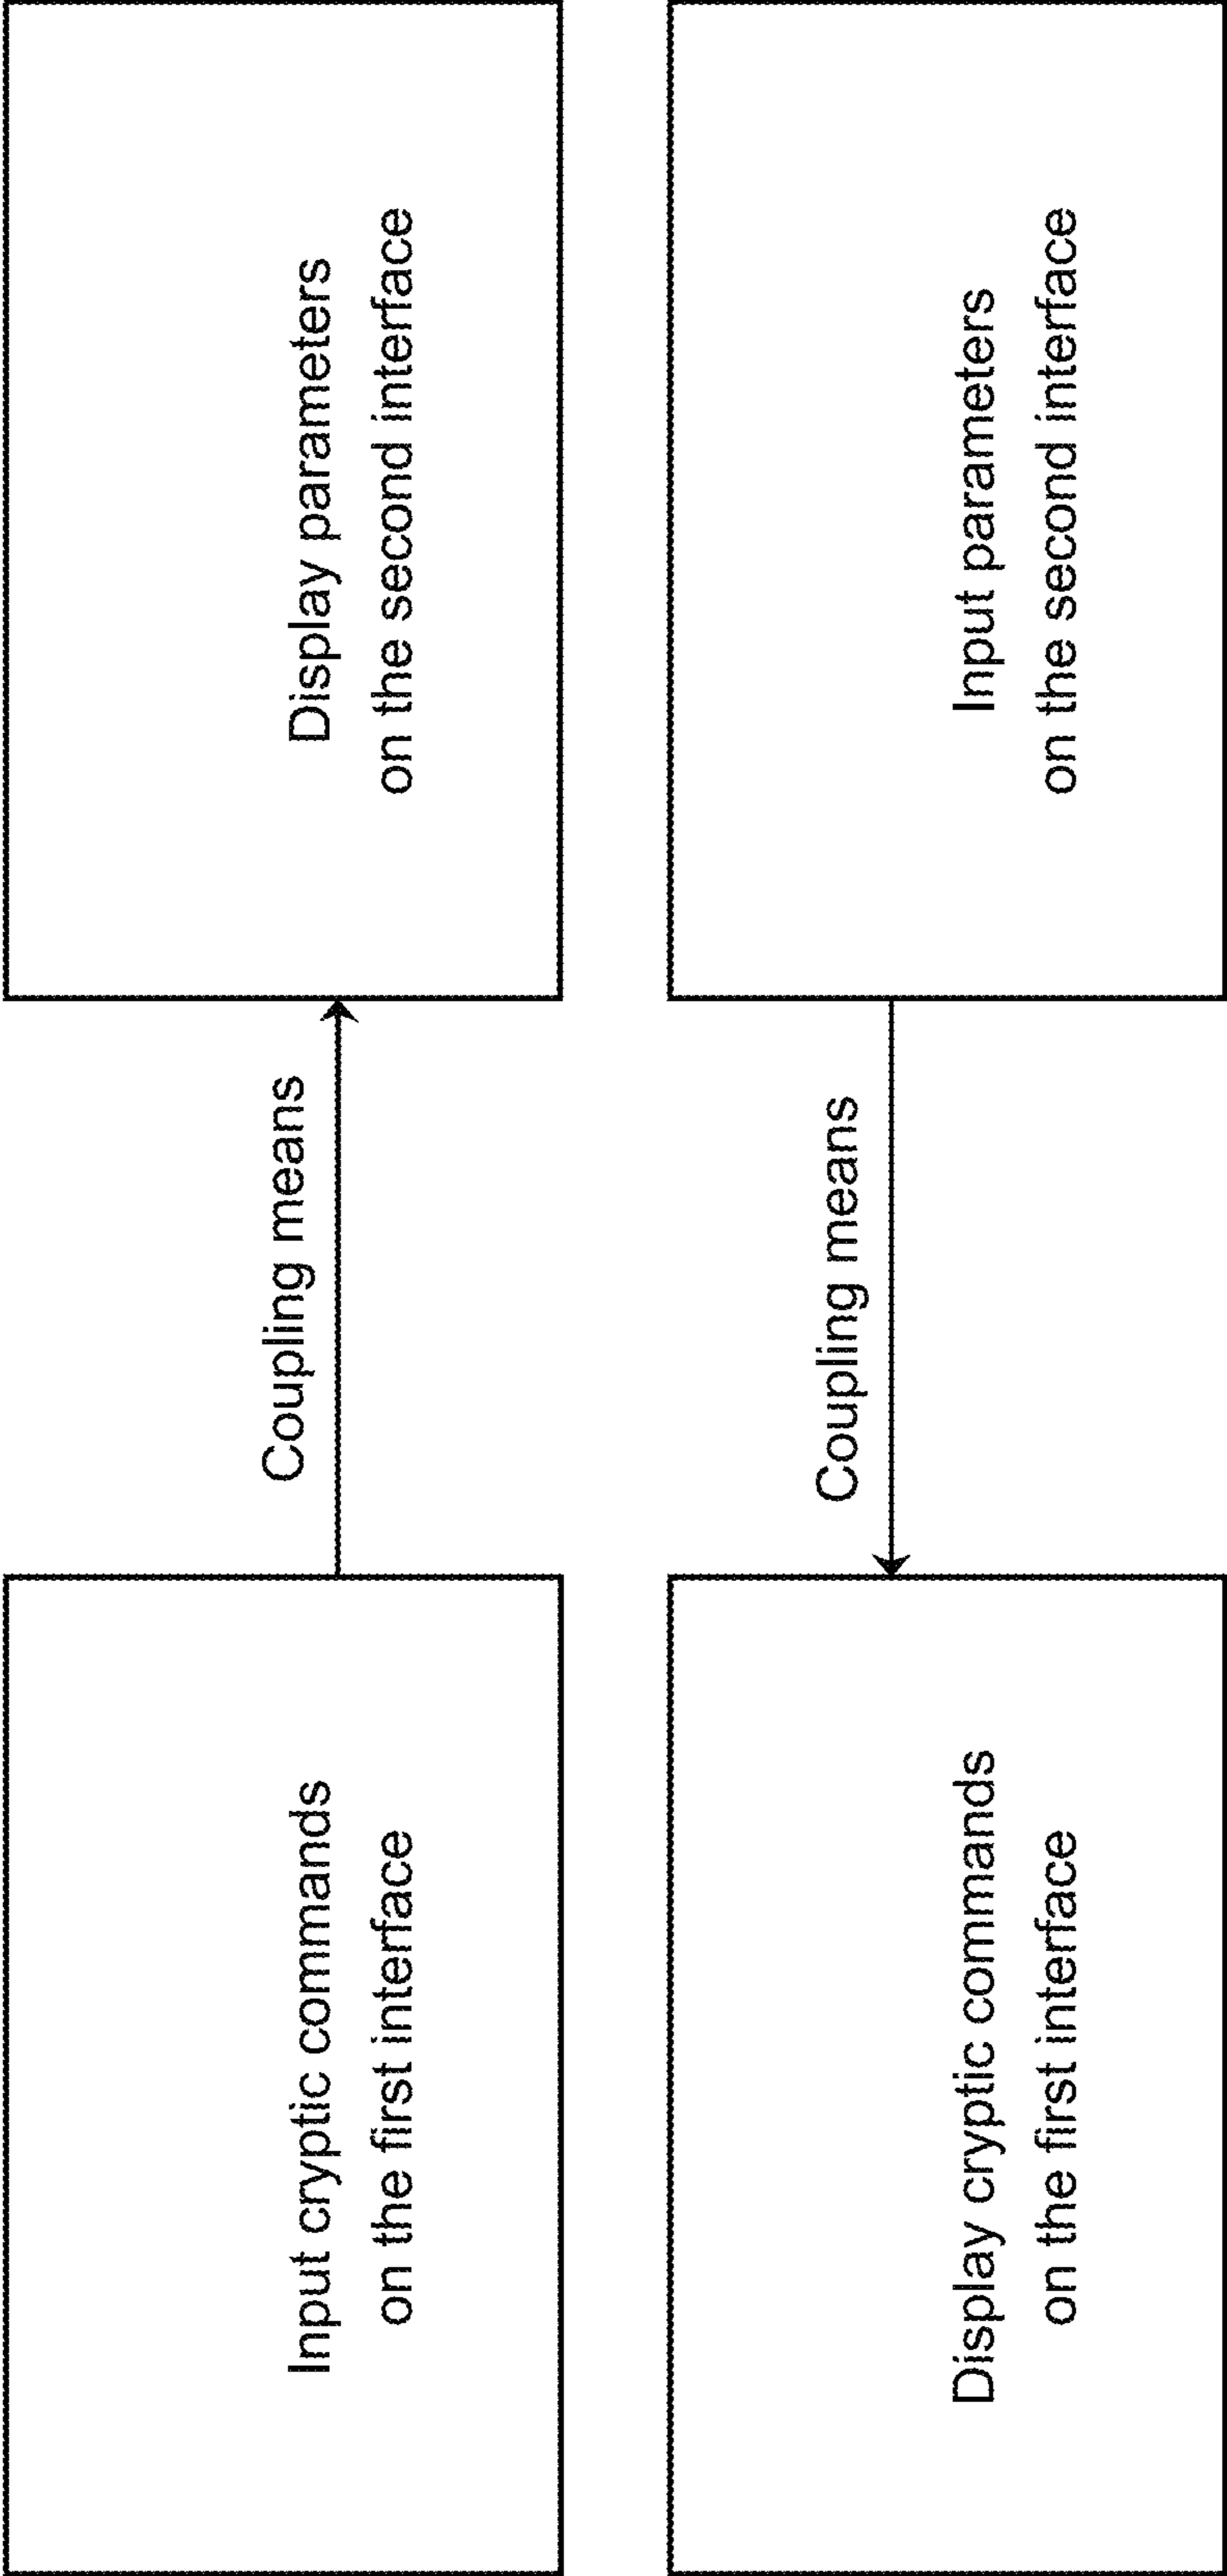 Input cryptic commands
on the first interface
Coupling means
Display parameters
on the second interface
Display cryptic commands
on the first interface
Coupling means
Input parameters
on the second interface